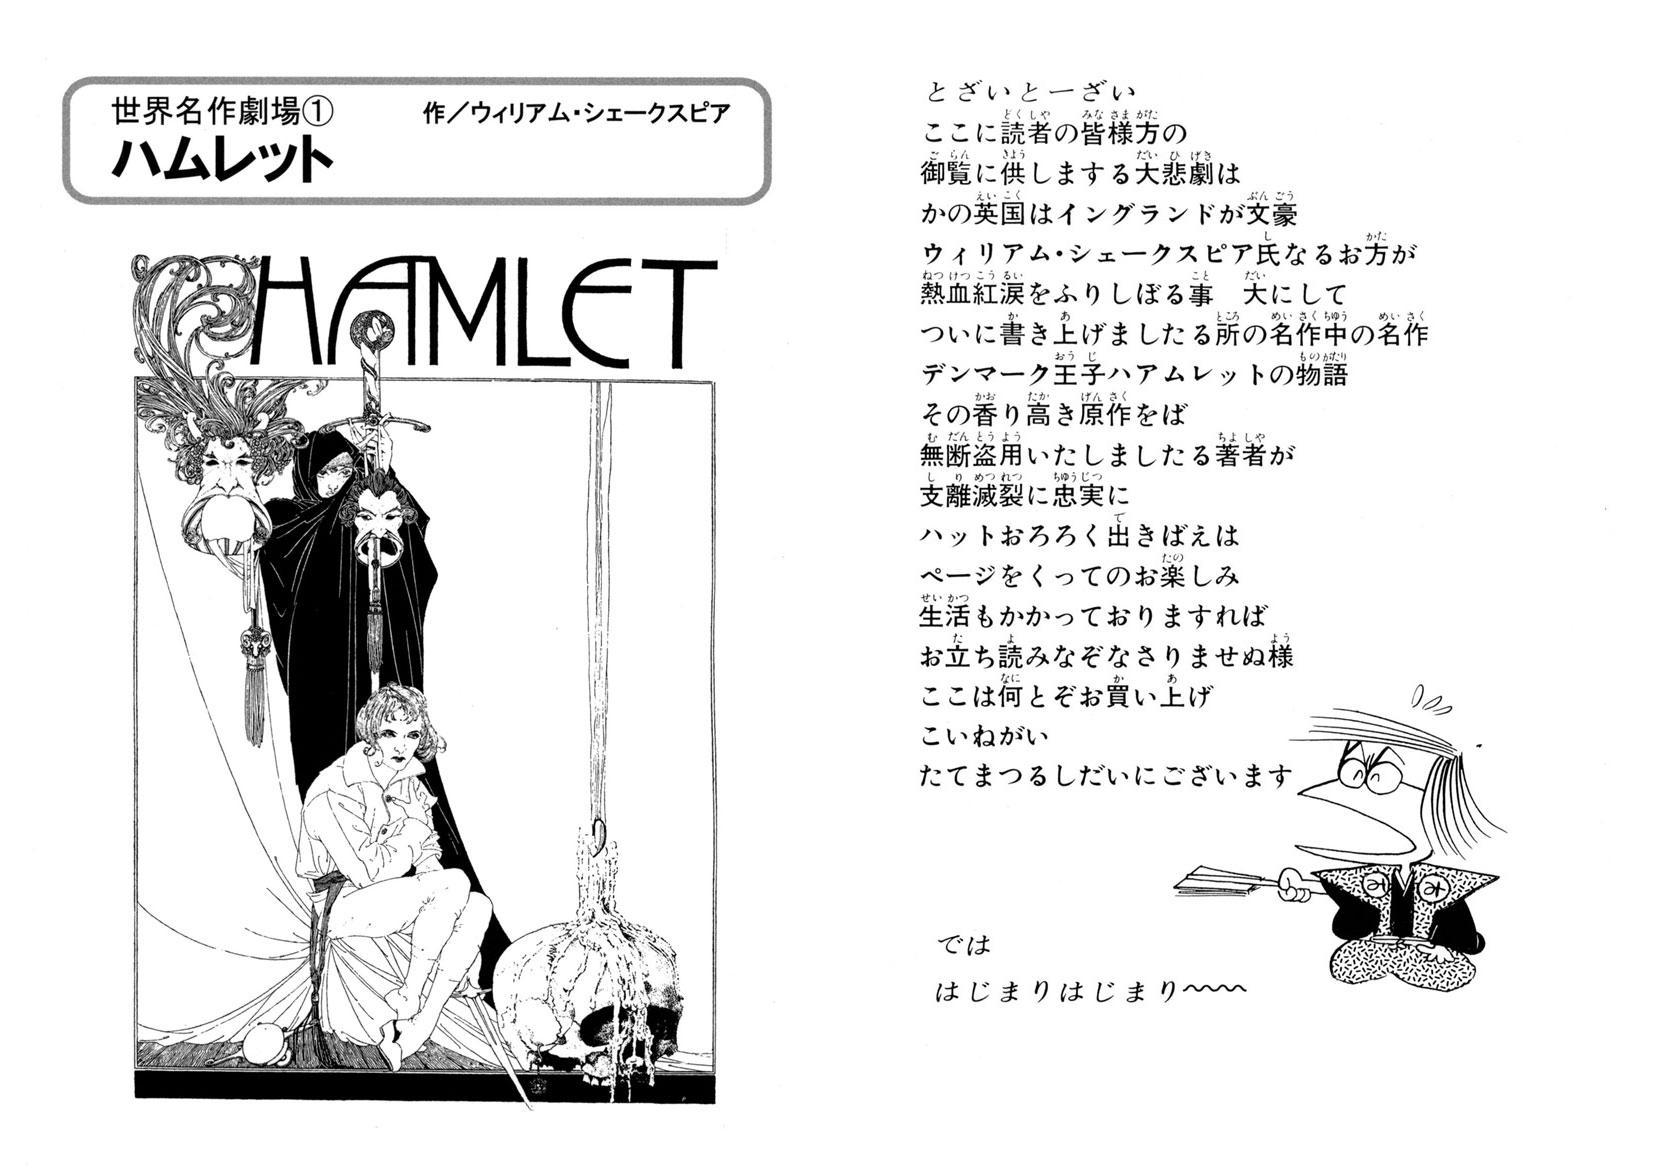 世界名作劇場①
作／ウィリアム・シェークスピア
ハムレット
HAMLET
とざいとーざい
ここに読者の皆様方の
御覧に供しまする大悲劇は
かの英国はイングランドが文豪
ウィリアム・シェークスピア氏なるお方が
熱血紅涙をふりしぼる事　大にして
ついに書き上げましたる所の名作中の名作
デンマーク王子ハアムレットの物語
その香り高き原作をば
無断盗用いたしましたる著者が
支離滅裂に忠実に
ハットおろろく出きばえは
ページをくってのお楽しみ
生活もかかっておりますれば
お立ち読みなぞなさりませぬ様
ここは何とぞお買い上げ
こいねがい
たてまつるしだいにございます
では
はじまりはじまり〜〜